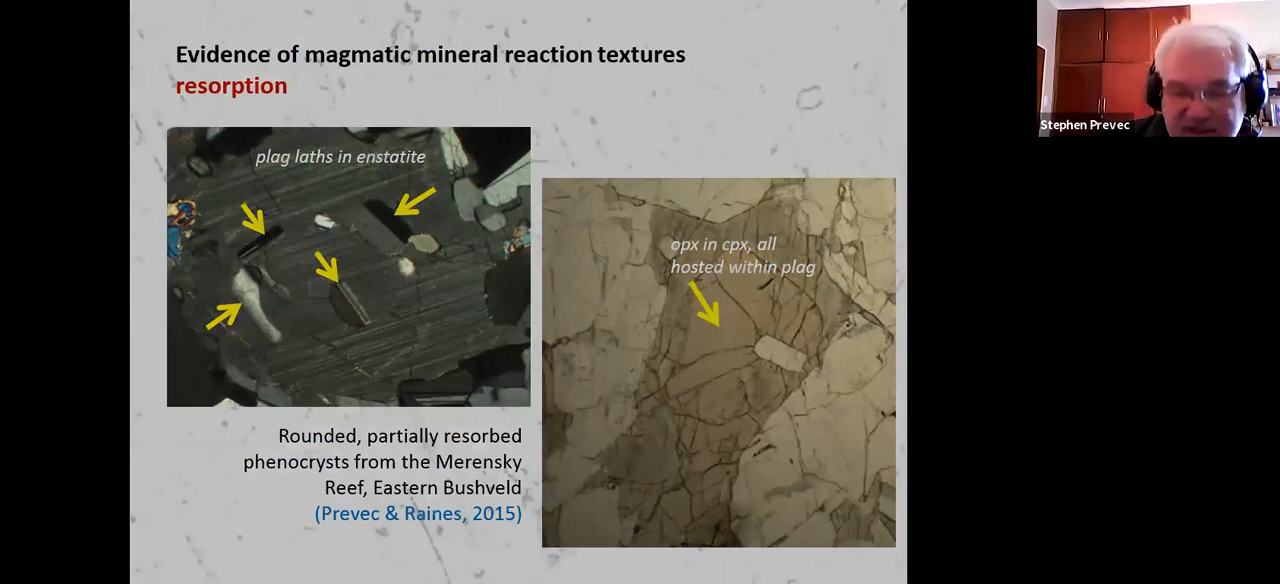 Evidence of magmatic mineral reaction textures
resorption
plag laths in enstatite
opx in cpx, all
hosted within plag
Rounded, partially resorbed
phenocrysts from the Merensky
Reef, Eastern Bushveld
(Prevec & Raines, 2015)
Stephen Prevec